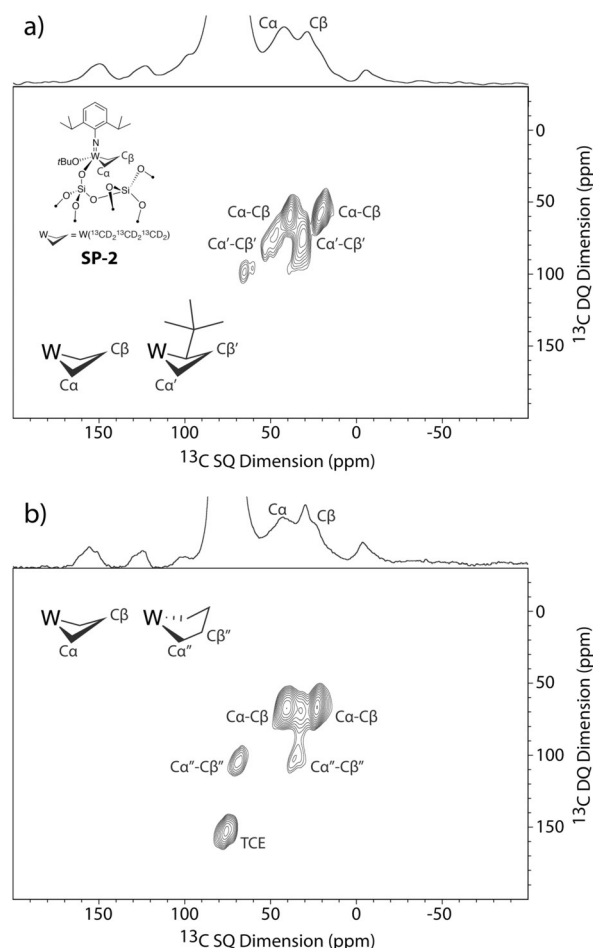 a)
Cα Cβ
N
tBuO W Cβ
Cα
O O
Si Si
O O O O O
W = W(¹³CD₂¹³CD₂¹³CD₂)
SP-2
Cα-Cβ Cα-Cβ
Cα′-Cβ′ Cα′-Cβ′
W Cβ W Cβ′
Cα Cα′
0
50
100
150
¹³C DQ Dimension (ppm)
150 100 50 0 -50
¹³C SQ Dimension (ppm)
b)
Cα Cβ
W Cβ W Cβ″
Cα Cα″
Cα-Cβ Cα-Cβ
Cα″-Cβ″ Cα″-Cβ″
TCE
0
50
100
150
¹³C DQ Dimension (ppm)
150 100 50 0 -50
¹³C SQ Dimension (ppm)